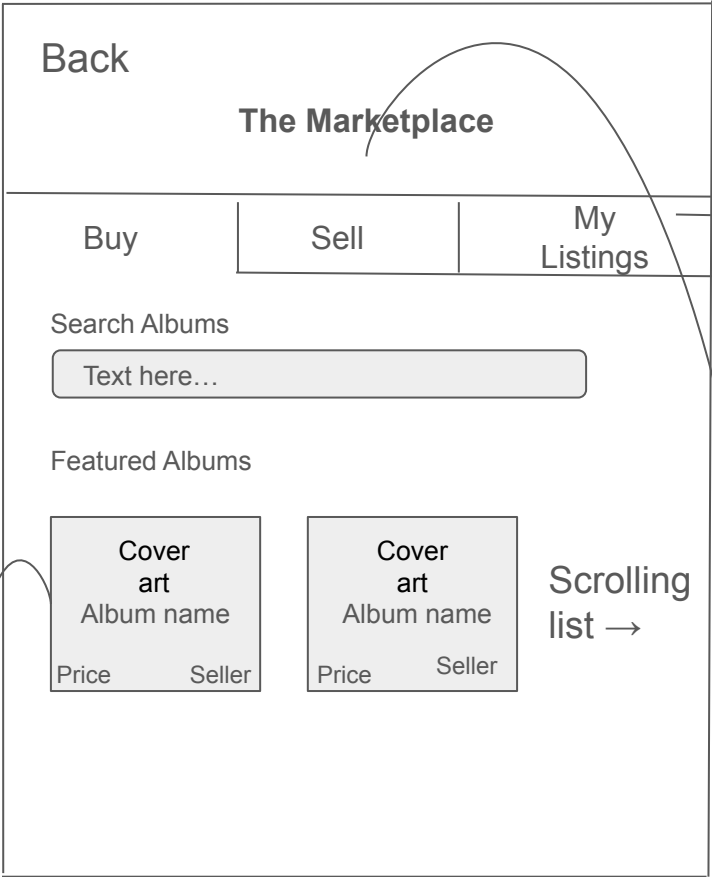 Back
The Marketplace
Buy
Sell
My
Listings
Search Albums
Text here…
Featured Albums
Cover
art
Album name
Price
Seller
Cover
art
Album name
Price
Seller
Scrolling
list →